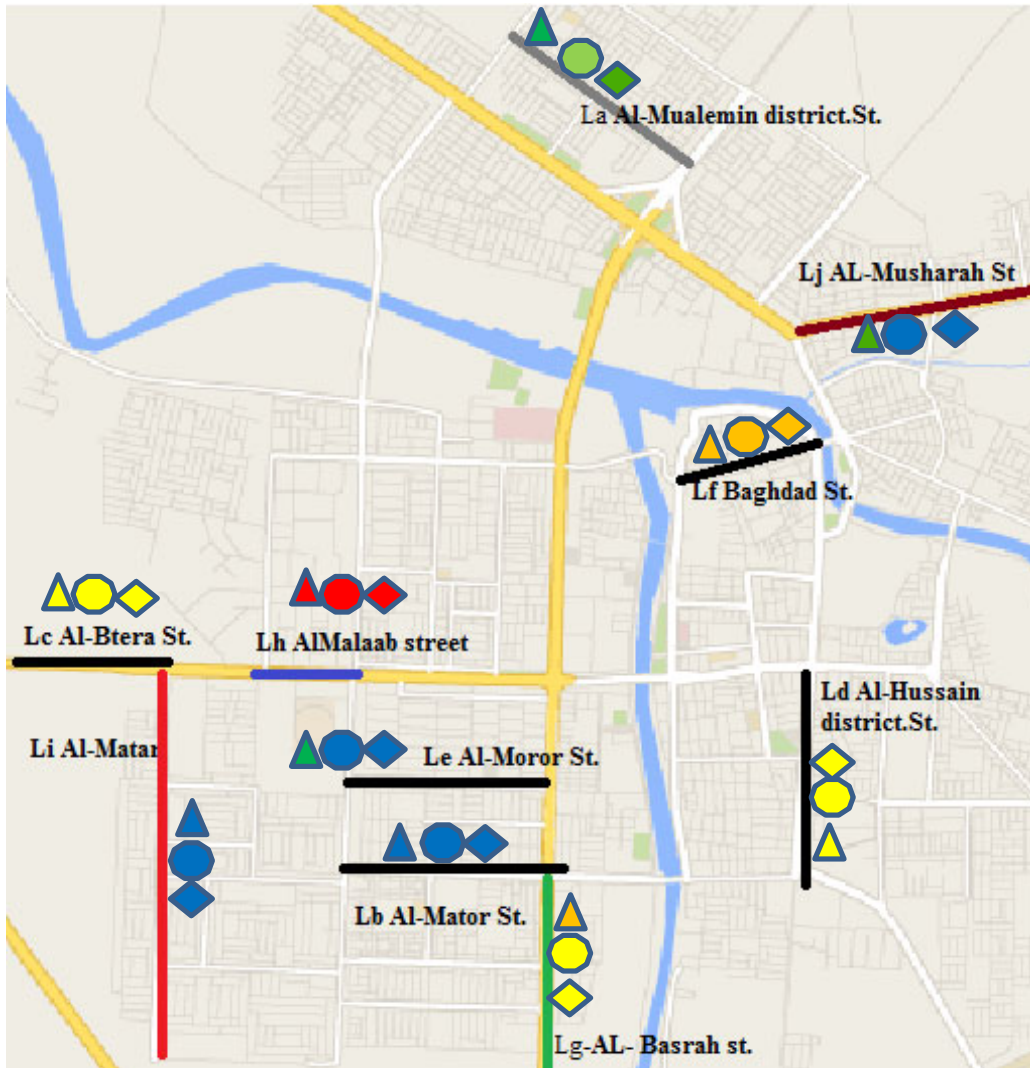 La Al-Mualemin district.St.
Lj AL-Musharah St
Lf Baghdad St.
Lc Al-Btera St.
Lh AlMalaab street
Ld Al-Hussain
district.St.
Li Al-Matar
Le Al-Moror St.
Lb Al-Mator St.
Lg-AL- Basrah st.